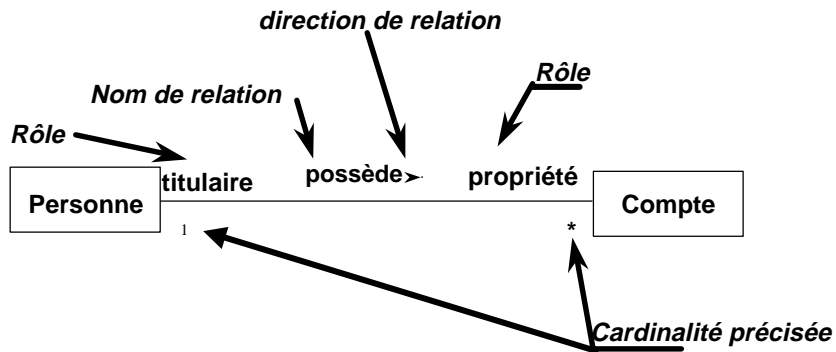 direction de relation
Rôle
Nom de relation
Rôle
titulaire
possède
propriété
Personne
Compte
1
*
Cardinalité précisée